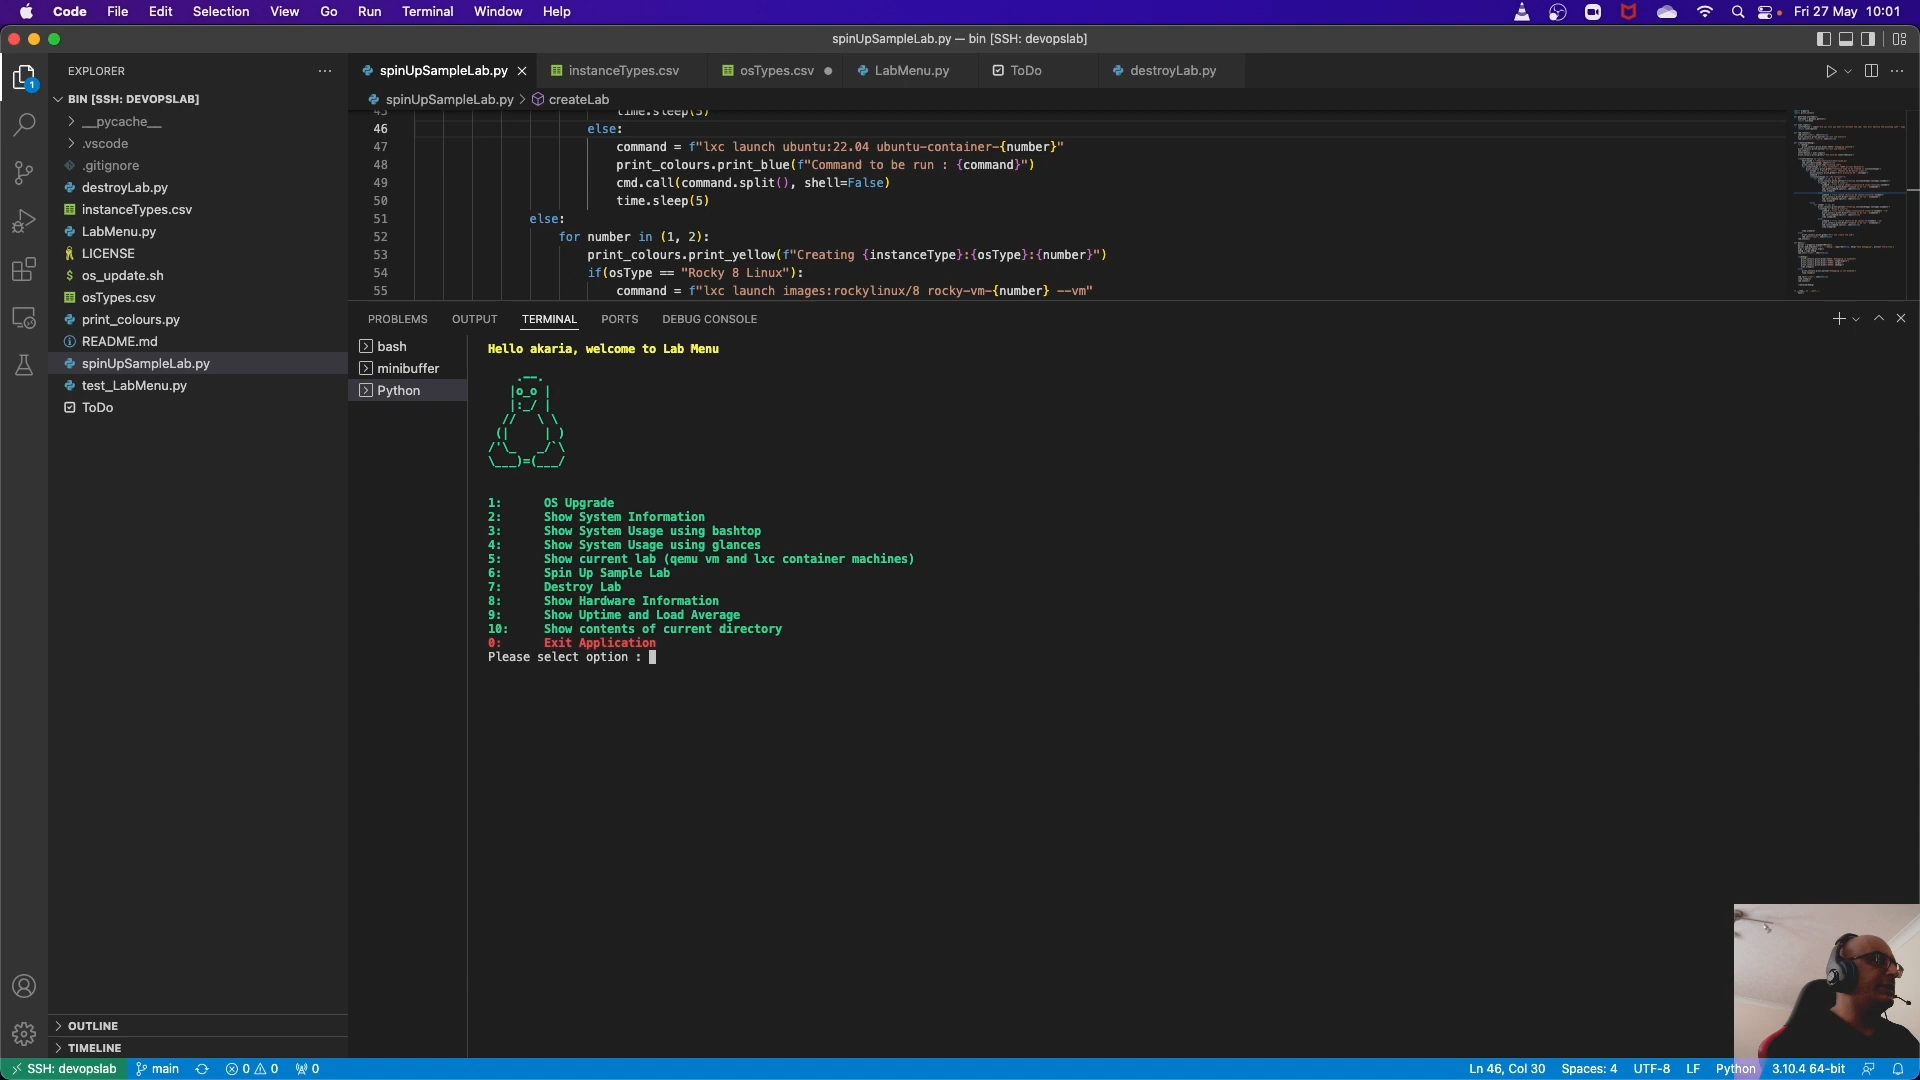 Code File Edit Selection View Go Run Terminal Window Help Fri 27 May 10:01
spinUpSampleLab.py — bin [SSH: devopslab]
EXPLORER
BIN [SSH: DEVOPSLAB]
__pycache__
.vscode
.gitignore
destroyLab.py
instanceTypes.csv
LabMenu.py
LICENSE
os_update.sh
osTypes.csv
print_colours.py
README.md
spinUpSampleLab.py
test_LabMenu.py
ToDo
OUTLINE
TIMELINE
spinUpSampleLab.py instanceTypes.csv osTypes.csv LabMenu.py ToDo destroyLab.py
spinUpSampleLab.py > createLab
45 time.sleep(5)
46 else:
47 command = f"lxc launch ubuntu:22.04 ubuntu-container-{number}"
48 print_colours.print_blue(f"Command to be run : {command}")
49 cmd.call(command.split(), shell=False)
50 time.sleep(5)
51 else:
52 for number in (1, 2):
53 print_colours.print_yellow(f"Creating {instanceType}:{osType}:{number}")
54 if(osType == "Rocky 8 Linux"):
55 command = f"lxc launch images:rockylinux/8 rocky-vm-{number} --vm"
PROBLEMS OUTPUT TERMINAL PORTS DEBUG CONSOLE
bash
minibuffer
Python
Hello akaria, welcome to Lab Menu
.--.
|o_o |
|:_/ |
// \ \
(| | )
/'\_ _/`\
\___)=(___/
1: OS Upgrade
2: Show System Information
3: Show System Usage using bashtop
4: Show System Usage using glances
5: Show current lab (qemu vm and lxc container machines)
6: Spin Up Sample Lab
7: Destroy Lab
8: Show Hardware Information
9: Show Uptime and Load Average
10: Show contents of current directory
0: Exit Application
Please select option :
SSH: devopslab main 0 0 0 Ln 46, Col 30 Spaces: 4 UTF-8 LF Python 3.10.4 64-bit